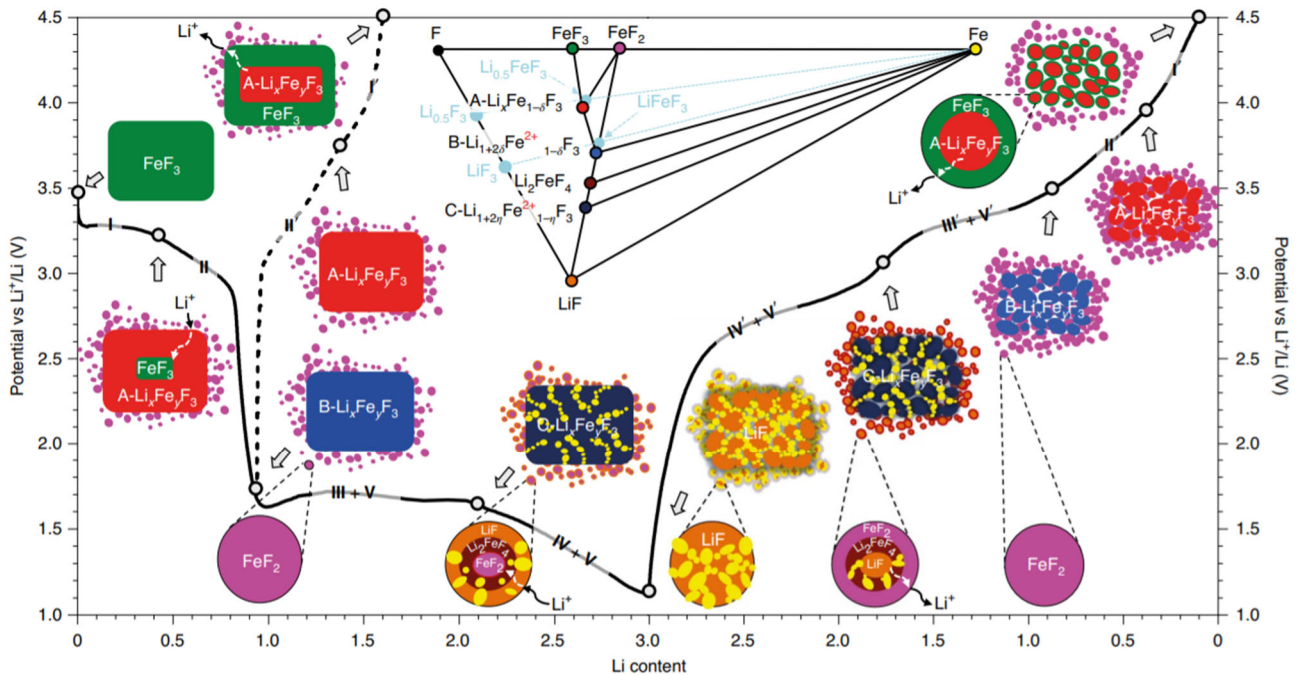 4.5
4.0
3.5
3.0
2.5
2.0
1.5
1.0
Potential vs Li⁺/Li (V)
4.5
4.0
3.5
3.0
2.5
2.0
1.5
1.0
Potential vs Li⁺/Li (V)
0 0.5 1.0 1.5 2.0 2.5 3.0 2.5 2.0 1.5 1.0 0.5 0
Li content
Li⁺
A-LiₓFeᵧF₃
FeF₃
FeF₃
I
II
I′
II′
Li⁺
FeF₃
A-LiₓFeᵧF₃
A-LiₓFeᵧF₃
B-LiₓFeᵧF₃
FeF₂
III + V
C-LiₓFeᵧF₃
LiF
Li₂FeF₄
FeF₂
Li⁺
IV + V
LiF
LiF
IV′ + V′
C-LiₓFeᵧF₃
FeF₂
Li₂FeF₄
LiF
Li⁺
III′ + V′
B-LiₓFeᵧF₃
FeF₂
A-LiₓFeᵧF₃
II
I′
FeF₃
A-LiₓFeᵧF₃
Li⁺
F
FeF₃
FeF₂
Fe
Li₀.₅FeF₃
A-LiₓFe₁₋δF₃
Li₀.₅F₃
LiFeF₃
B-Li₁₊₂δFe²⁺₁₋δF₃
LiF₃
Li₂FeF₄
C-Li₁₊₂ηFe²⁺₁₋ηF₃
LiF